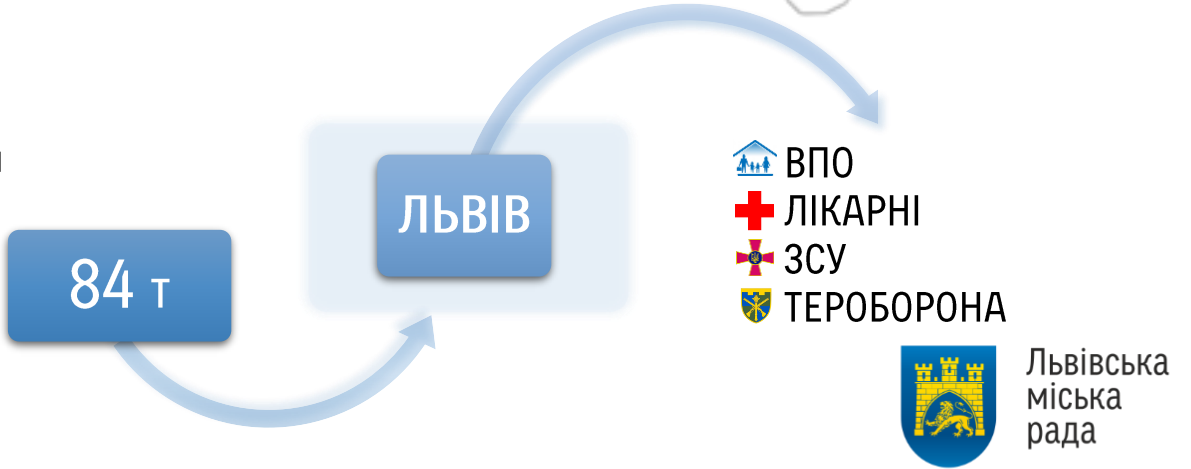 84 т
ЛЬВІВ
ВПО
ЛІКАРНІ
ЗСУ
ТЕРОБОРОНА
Львівська
міська
рада